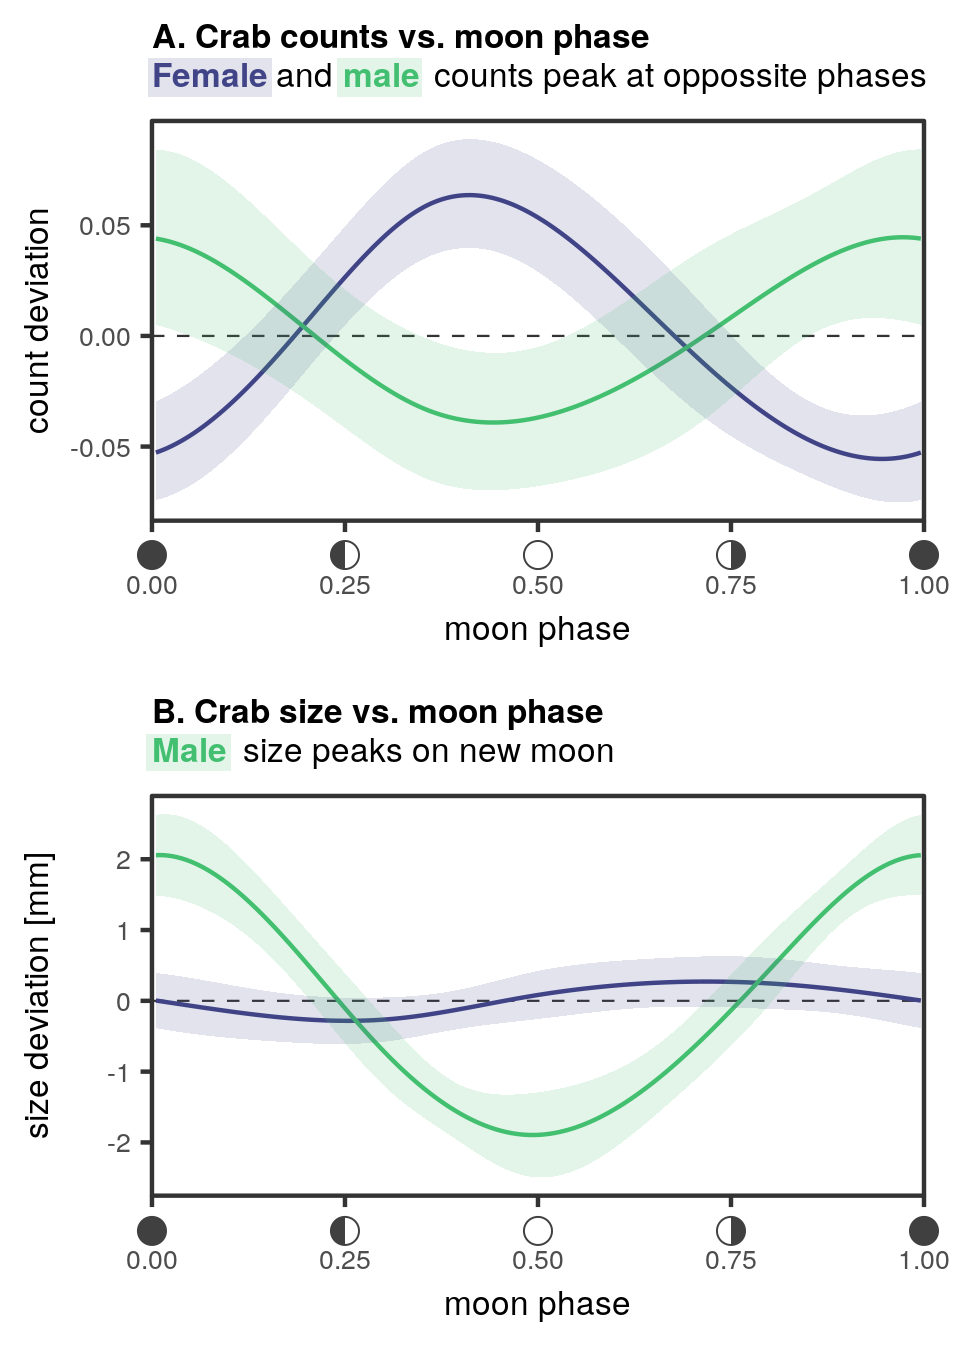 A. Crab counts vs. moon phase
Female and male counts peak at oppossite phases
count deviation
0.05
0.00
-0.05
0.00 0.25 0.50 0.75 1.00
moon phase
B. Crab size vs. moon phase
Male size peaks on new moon
size deviation [mm]
2
1
0
-1
-2
0.00 0.25 0.50 0.75 1.00
moon phase